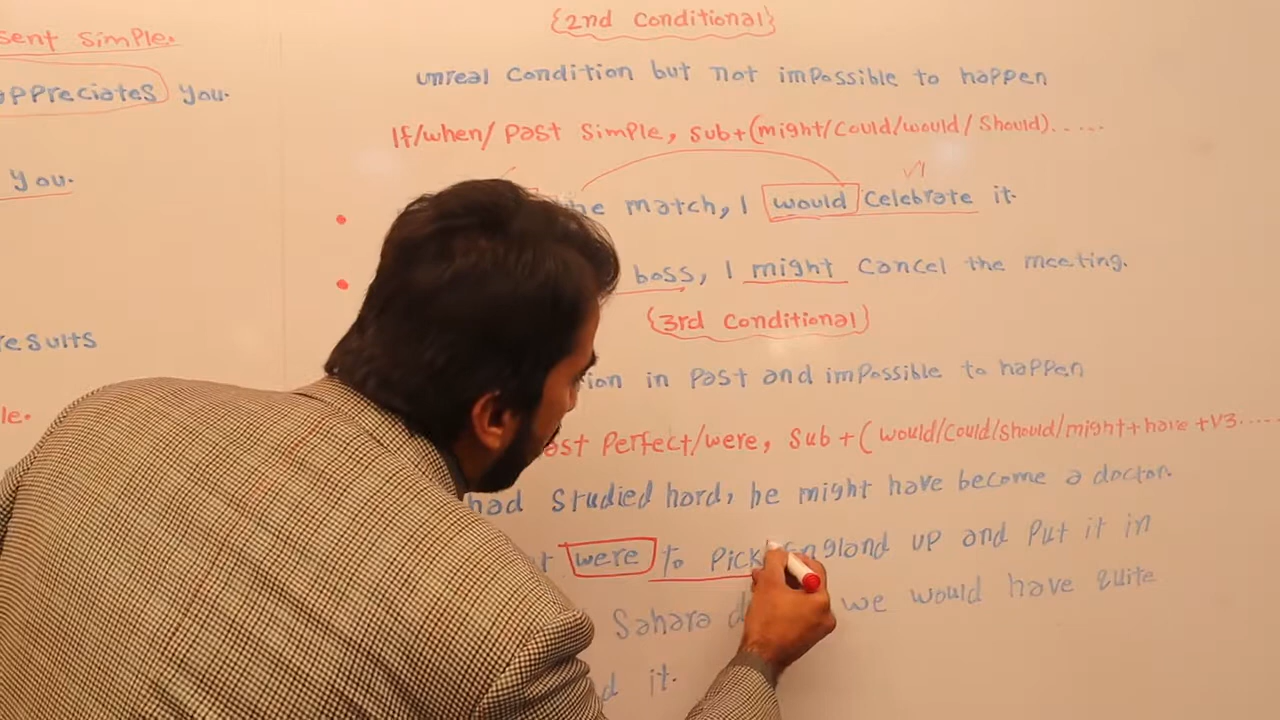 sent Simple.
appreciates you.
you.
results
le.
{2nd Conditional}
unreal Condition but not impossible to happen
If/when/ Past Simple, Sub+(might/Could/would/ Should).....
the match, I would Celebrate it.
boss, I might Cancel the meeting.
{3rd Conditional}
ion in Past and impossible to happen
ast Perfect/were, Sub + ( would/Could/should/might+have +V3.....
had Studied hard, he might have become a doctor.
were to Pick England up and Put it in
Sahara we would have quite
d it.